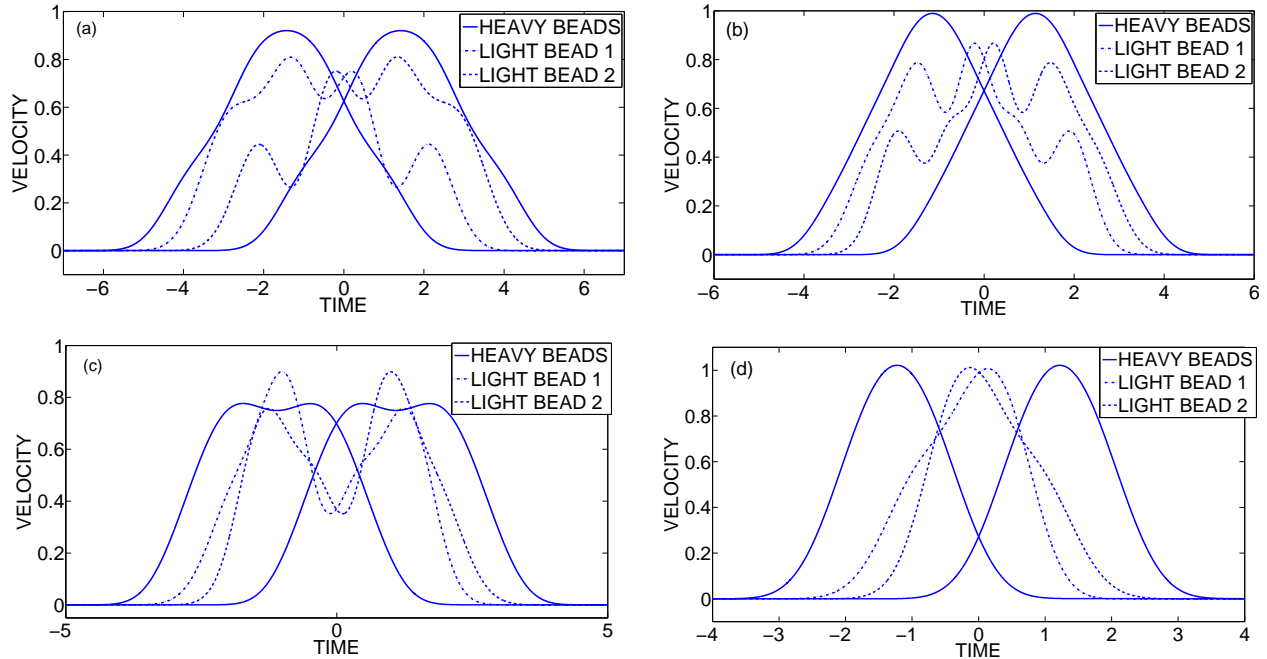 (a)
HEAVY BEADS
LIGHT BEAD 1
LIGHT BEAD 2
VELOCITY
1
0.8
0.6
0.4
0.2
0
−6
−4
−2
0
2
4
6
TIME
(b)
HEAVY BEADS
LIGHT BEAD 1
LIGHT BEAD 2
VELOCITY
1
0.8
0.6
0.4
0.2
0
−6
−4
−2
0
2
4
6
TIME
(c)
HEAVY BEADS
LIGHT BEAD 1
LIGHT BEAD 2
VELOCITY
1
0.8
0.6
0.4
0.2
0
−5
0
5
TIME
(d)
HEAVY BEADS
LIGHT BEAD 1
LIGHT BEAD 2
VELOCITY
1
0.8
0.6
0.4
0.2
0
−4
−3
−2
−1
0
1
2
3
4
TIME